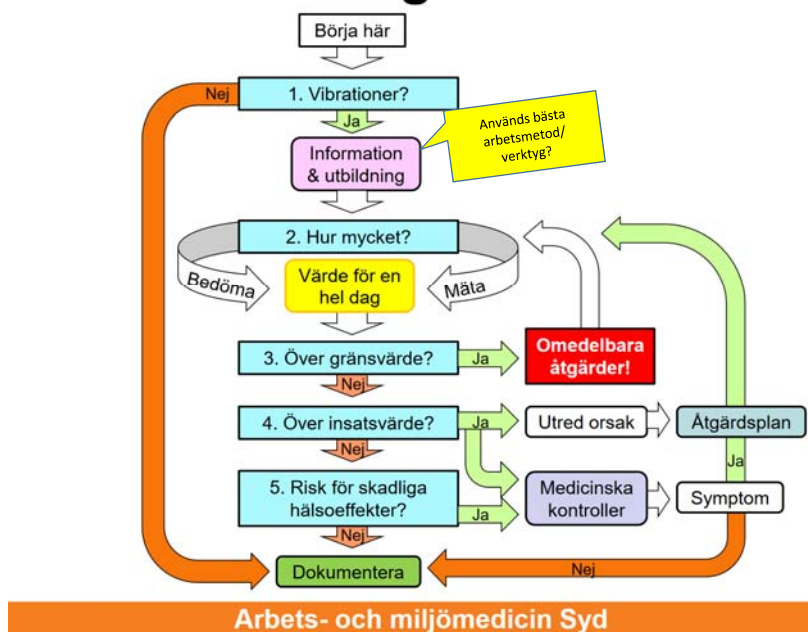 Börja här
Nej
1. Vibrationer?
Ja
Används bästa
arbetsmetod/
verktyg?
Information
& utbildning
2. Hur mycket?
Bedöma
Värde för en
hel dag
Mäta
3. Över gränsvärde?
Ja
Omedelbara
åtgärder!
Nej
4. Över insatsvärde?
Ja
Utred orsak
Åtgärdsplan
Nej
Ja
5. Risk för skadliga
hälsoeffekter?
Ja
Medicinska
kontroller
Symptom
Nej
Dokumentera
Nej
Arbets- och miljömedicin Syd